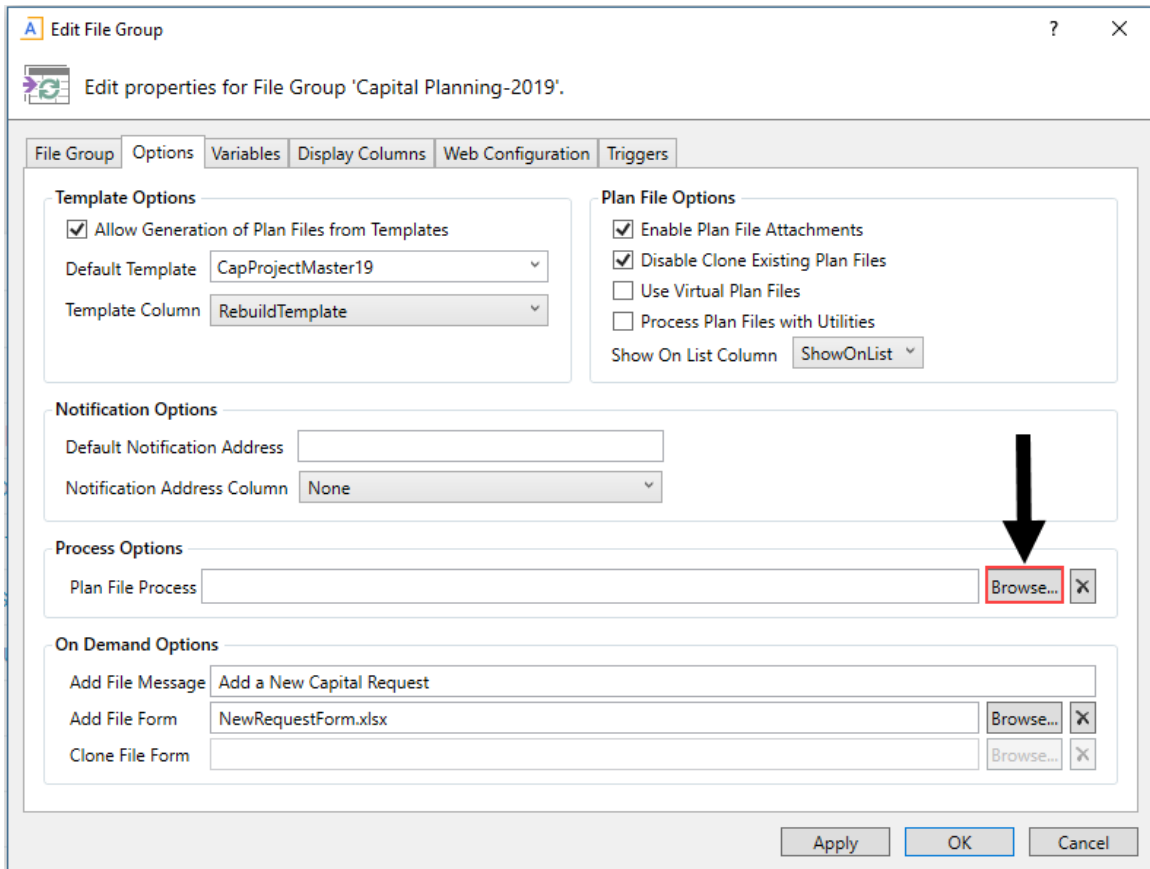 A Edit File Group ?
Edit properties for File Group 'Capital Planning-2019'.
File Group Options Variables Display Columns Web Configuration Triggers
Template Options
Allow Generation of Plan Files from Templates
Default Template CapProjectMaster19
Template Column RebuildTemplate
Plan File Options
Enable Plan File Attachments
Disable Clone Existing Plan Files
Use Virtual Plan Files
Process Plan Files with Utilities
Show On List Column ShowOnList
Notification Options
Default Notification Address
Notification Address Column None
Process Options
Plan File Process Browse...
On Demand Options
Add File Message Add a New Capital Request
Add File Form NewRequestForm.xlsx Browse...
Clone File Form Browse...
Apply OK Cancel